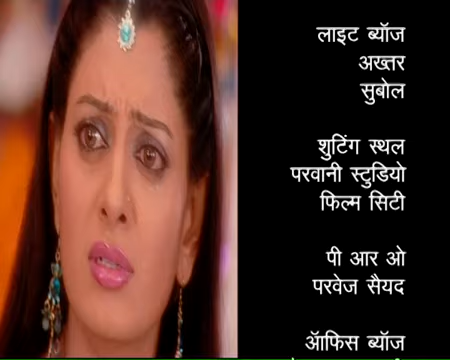 लाइट ब्यॉज
अख्तर
सुबोल
शुटिंग स्थल
परवानी स्टुडियो
फिल्म सिटी
पी आर ओ
परवेज सैयद
ऑफिस ब्यॉज